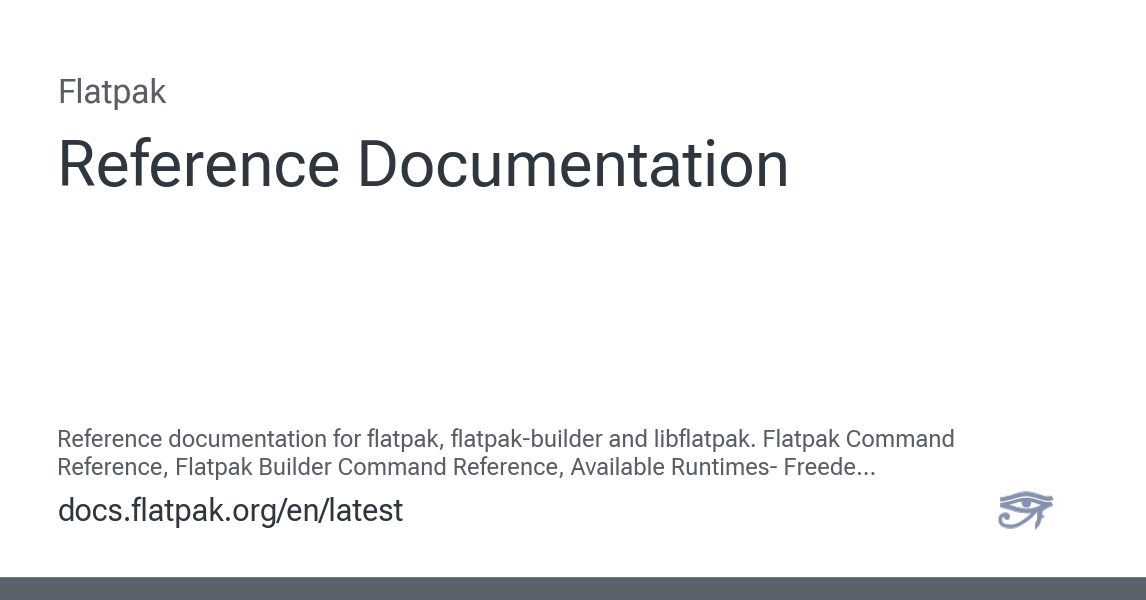 Flatpak
Reference Documentation
Reference documentation for flatpak, flatpak-builder and libflatpak. Flatpak Command
Reference, Flatpak Builder Command Reference, Available Runtimes- Freede...
docs.flatpak.org/en/latest